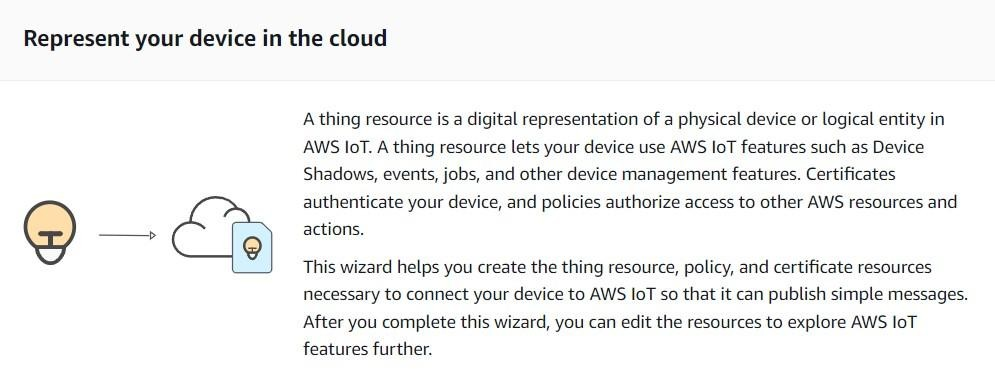 Represent your device in the cloud
A thing resource is a digital representation of a physical device or logical entity in
AWS IoT. A thing resource lets your device use AWS IoT features such as Device
Shadows, events, jobs, and other device management features. Certificates
authenticate your device, and policies authorize access to other AWS resources and
actions.
This wizard helps you create the thing resource, policy, and certificate resources
necessary to connect your device to AWS IoT so that it can publish simple messages.
After you complete this wizard, you can edit the resources to explore AWS IoT
features further.